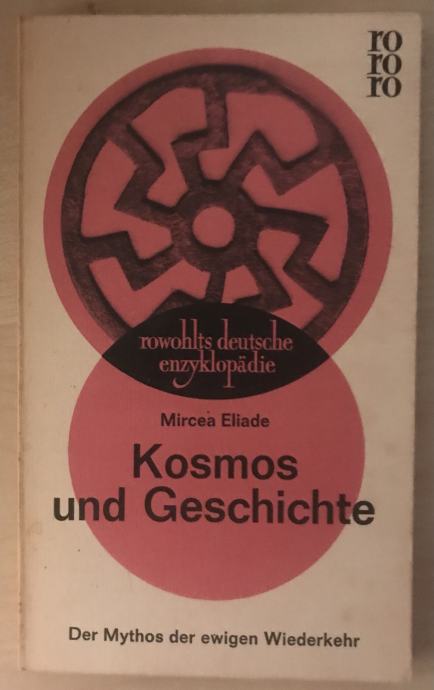 ro
ro
ro
rowohlts deutsche
enzyklopädie
Mircea Eliade
Kosmos
und Geschichte
Der Mythos der ewigen Wiederkehr